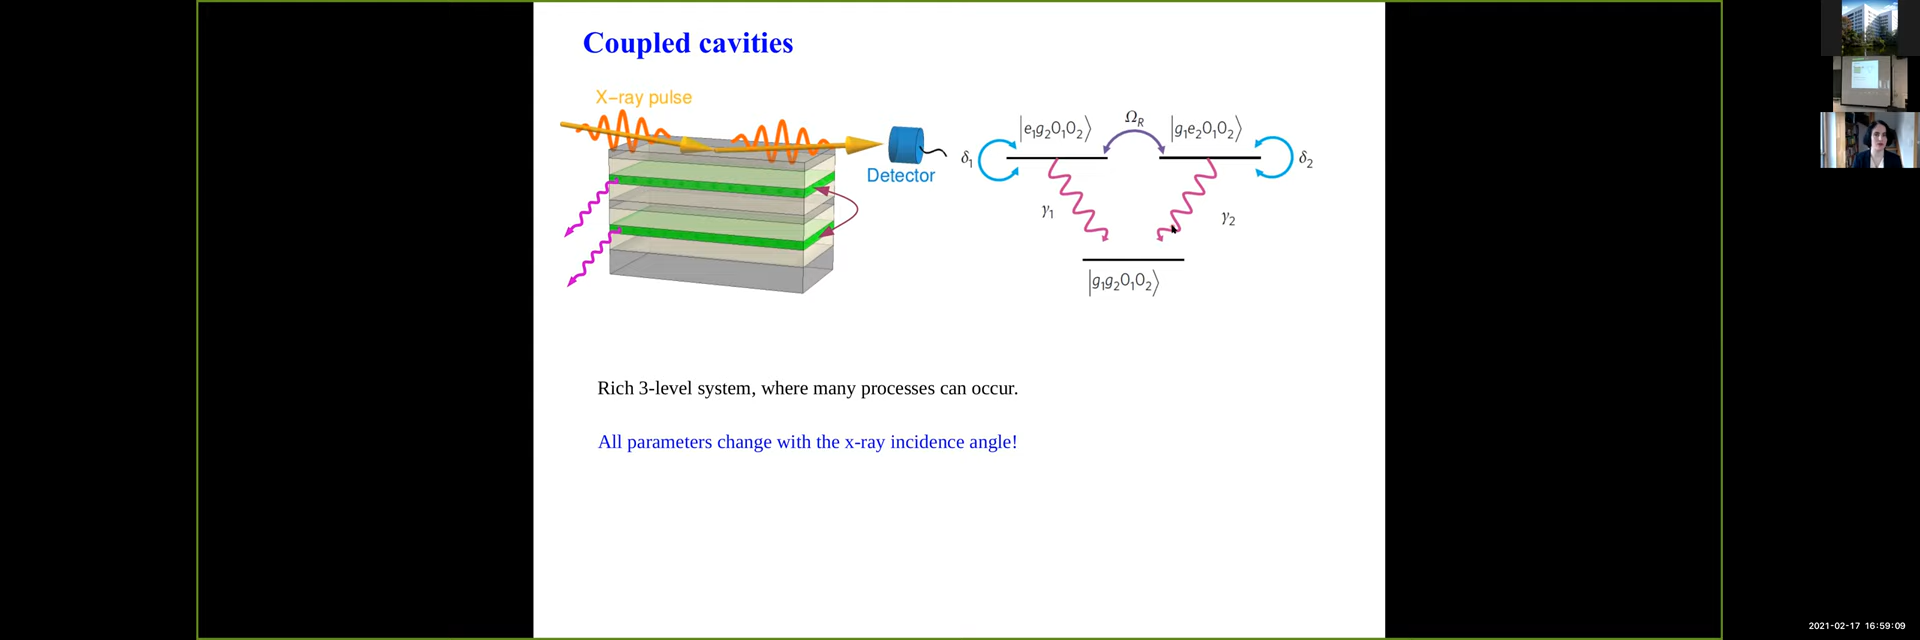 Coupled cavities
X-ray pulse
Detector
|e₁g₂0₁0₂⟩
Ω_R
|g₁e₂0₁0₂⟩
δ₁
δ₂
γ₁
γ₂
|g₁g₂0₁0₂⟩
Rich 3-level system, where many processes can occur.
All parameters change with the x-ray incidence angle!
2021-02-17 16:59:09